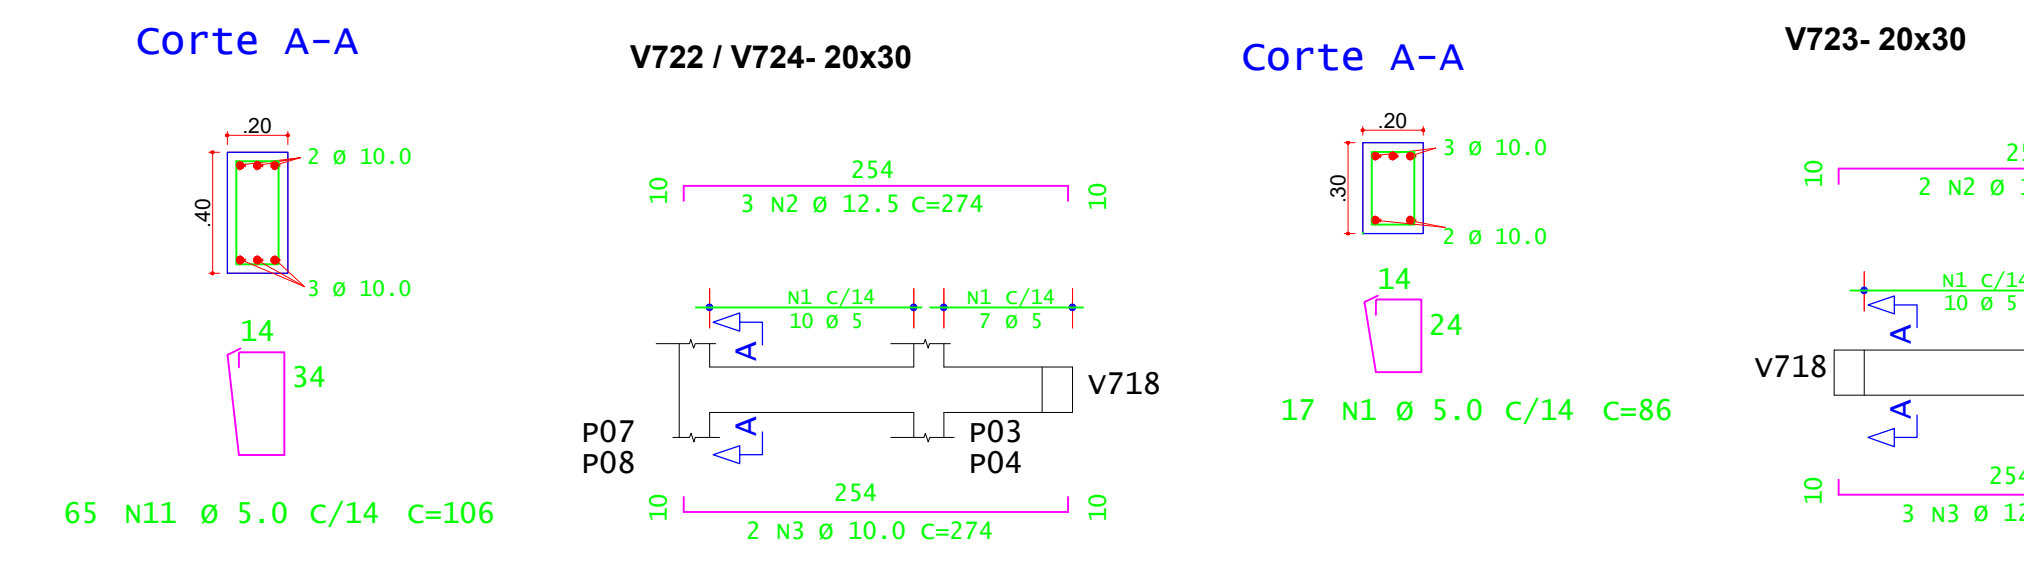 Corte A-A
.20
2 Ø 10.0
.40
3 Ø 10.0
14
34
65 N11 Ø 5.0 C/14 C=106
V722 / V724- 20x30
254
10
10
3 N2 Ø 12.5 C=274
N1 C/14
10 Ø 5
N1 C/14
7 Ø 5
A
A
V718
P07
P08
P03
P04
254
10
10
2 N3 Ø 10.0 C=274
Corte A-A
.20
3 Ø 10.0
.30
2 Ø 10.0
14
24
17 N1 Ø 5.0 C/14 C=86
V723- 20x30
10
2 N2 Ø
N1 C/14
10 Ø 5
A
V718
A
254
10
3 N3 Ø 12